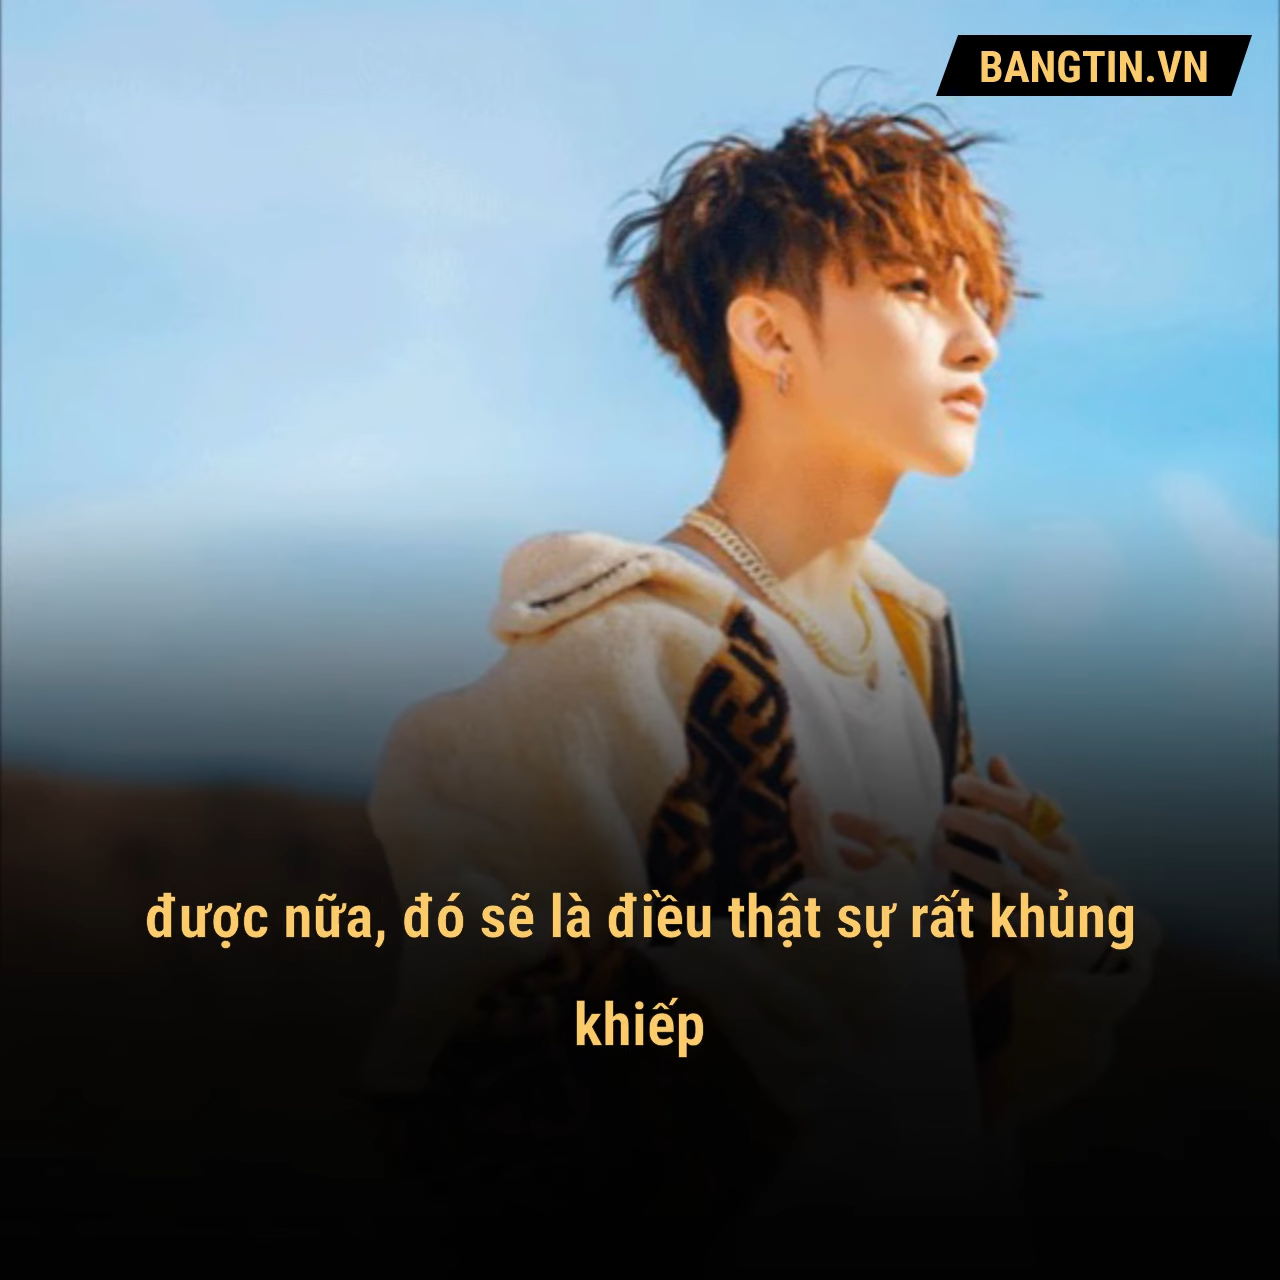 BANGTIN.VN
được nữa, đó sẽ là điều thật sự rất khủng
khiếp